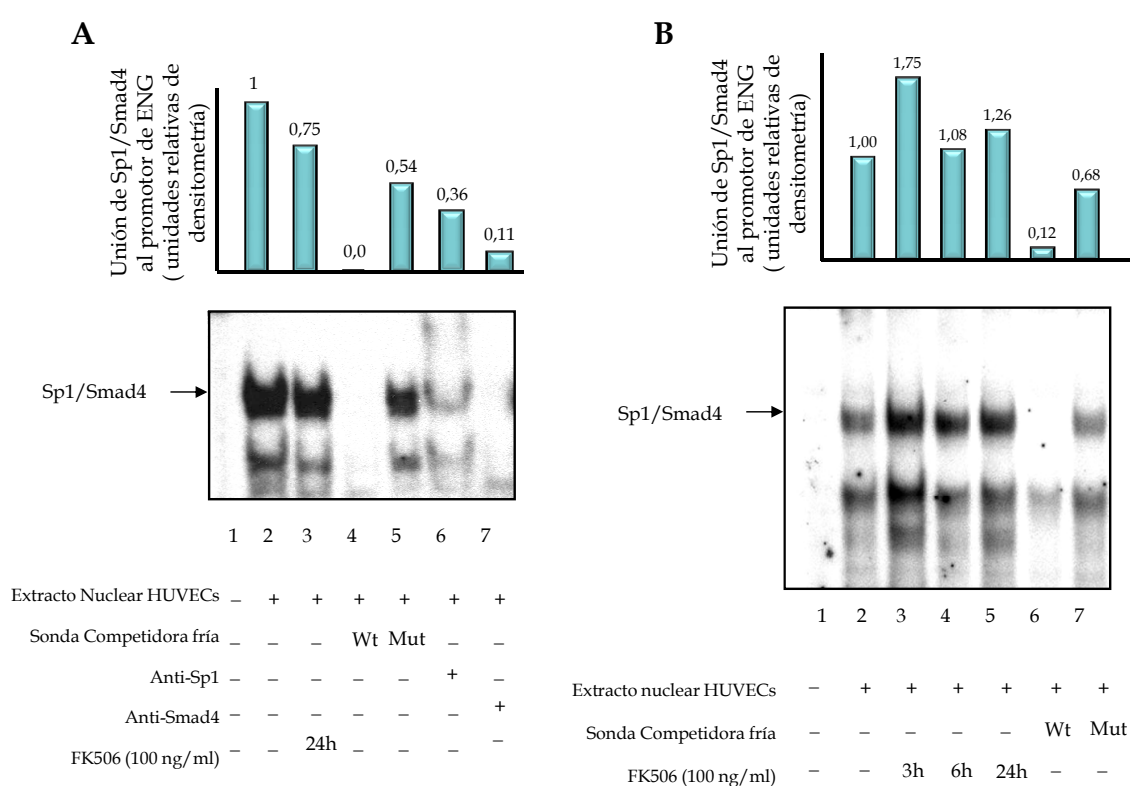 A
Unión de Sp1/Smad4
al promotor de ENG
( unidades relativas de
densitometría)
1
0,75
0,0
0,54
0,36
0,11
Sp1/Smad4
1 2 3 4 5 6 7
Extracto Nuclear HUVECs – + + + + + +
Sonda Competidora fría – – – Wt Mut – –
Anti-Sp1 – – – – – + –
Anti-Smad4 – – – – – – +
FK506 (100 ng/ml) – – 24h – – – –
B
Unión de Sp1/Smad4
al promotor de ENG
( unidades relativas de
densitometría)
1,00
1,75
1,08
1,26
0,12
0,68
Sp1/Smad4
1 2 3 4 5 6 7
Extracto nuclear HUVECs – + + + + + +
Sonda Competidora fría – – – – – Wt Mut
FK506 (100 ng/ml) – – 3h 6h 24h – –